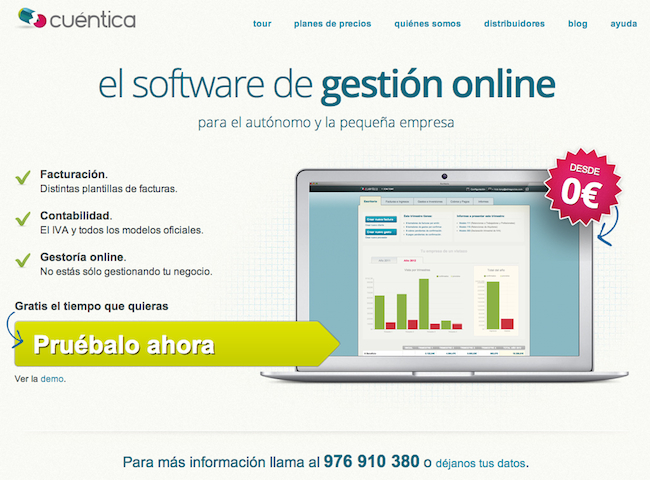 cuéntica
tour planes de precios quiénes somos distribuidores blog ayuda
el software de gestión online
para el autónomo y la pequeña empresa
Facturación.
Distintas plantillas de facturas.
Contabilidad.
El IVA y todos los modelos oficiales.
Gestoría online.
No estás sólo gestionando tu negocio.
Gratis el tiempo que quieras
Pruébalo ahora
Ver la demo.
DESDE
0€
cuéntica
Para más información llama al 976 910 380 o déjanos tus datos.